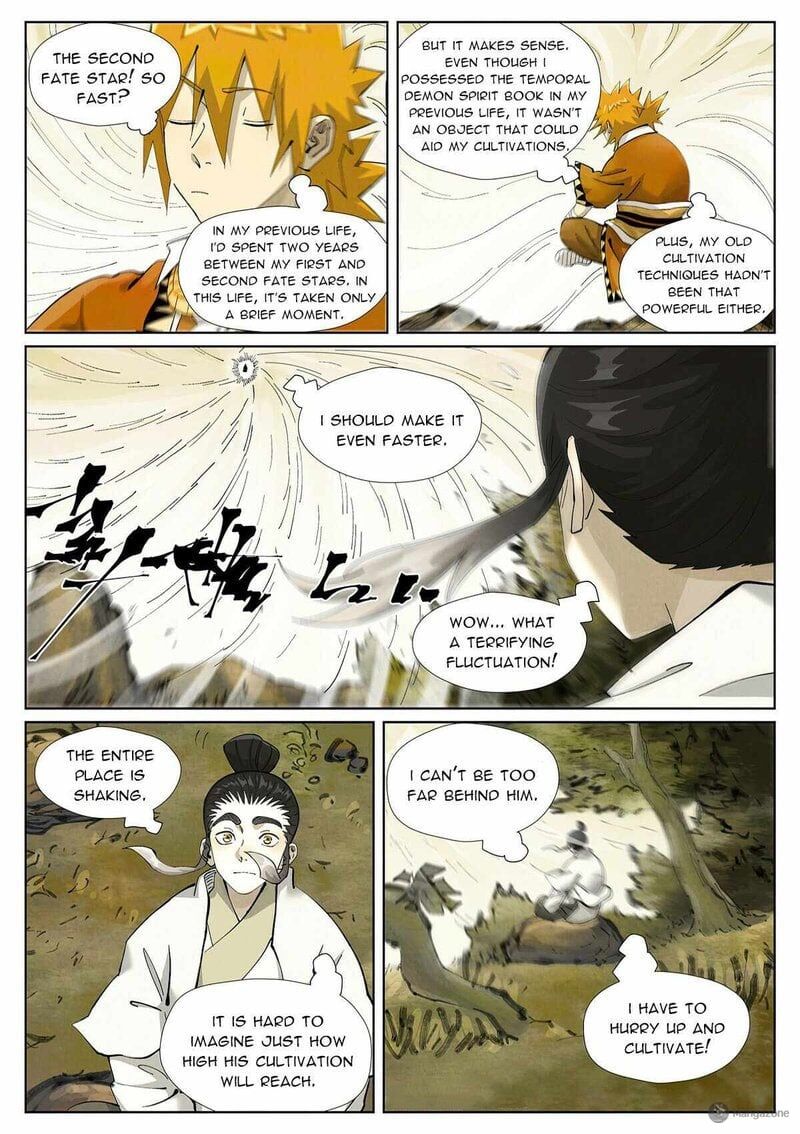 THE SECOND
FATE STAR! SO
FAST?
IN MY PREVIOUS LIFE,
I'D SPENT TWO YEARS
BETWEEN MY FIRST AND
SECOND FATE STARS. IN
THIS LIFE, IT'S TAKEN ONLY
A BRIEF MOMENT.
BUT IT MAKES SENSE.
EVEN THOUGH I
POSSESSED THE TEMPORAL
DEMON SPIRIT BOOK IN MY
PREVIOUS LIFE, IT WASN'T
AN OBJECT THAT COULD
AID MY CULTIVATIONS.
PLUS, MY OLD
CULTIVATION
TECHNIQUES HADN'T
BEEN THAT
POWERFUL EITHER.
I SHOULD MAKE IT
EVEN FASTER.
WOW... WHAT
A TERRIFYING
FLUCTUATION!
THE ENTIRE
PLACE IS
SHAKING.
IT IS HARD TO
IMAGINE JUST HOW
HIGH HIS CULTIVATION
WILL REACH.
I CAN'T BE TOO
FAR BEHIND HIM.
I HAVE TO
HURRY UP AND
CULTIVATE!
Mangazone